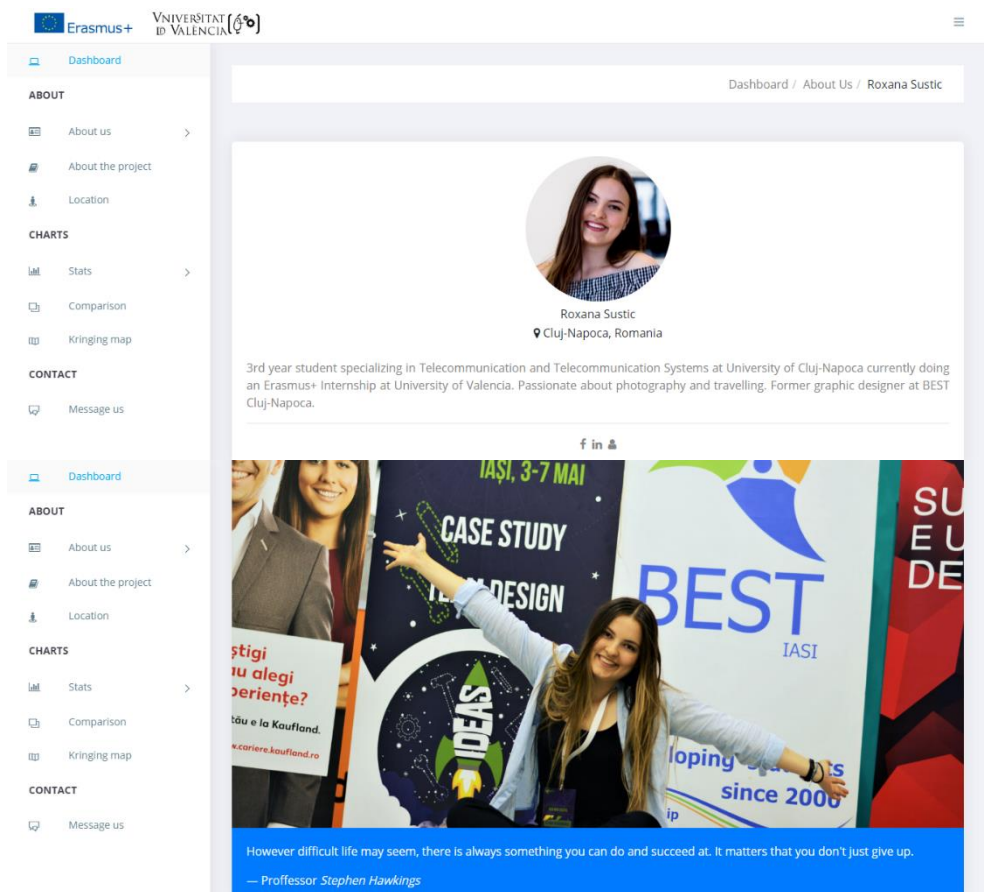 Erasmus+
VNIVERSITAT
ID VALÈNCIA
Dashboard
ABOUT
About us
About the project
Location
CHARTS
Stats
Comparison
Kringing map
CONTACT
Message us
Dashboard / About Us / Roxana Sustic
Roxana Sustic
Cluj-Napoca, Romania
3rd year student specializing in Telecommunication and Telecommunication Systems at University of Cluj-Napoca currently doing
an Erasmus+ Internship at University of Valencia. Passionate about photography and travelling. Former graphic designer at BEST
Cluj-Napoca.
f in
Dashboard
ABOUT
About us
About the project
Location
CHARTS
Stats
Comparison
Kringing map
CONTACT
Message us
IAȘI, 3-7 MAI
CASE STUDY
DESIGN
IDEAS
BEST
IASI
loping
since 2000
ip
SU
E U
DE
știgi
au alegi
periențe?
tău e la Kaufland.
w.cariere.kaufland.ro
However difficult life may seem, there is always something you can do and succeed at. It matters that you don't just give up.
— Proffessor Stephen Hawkings